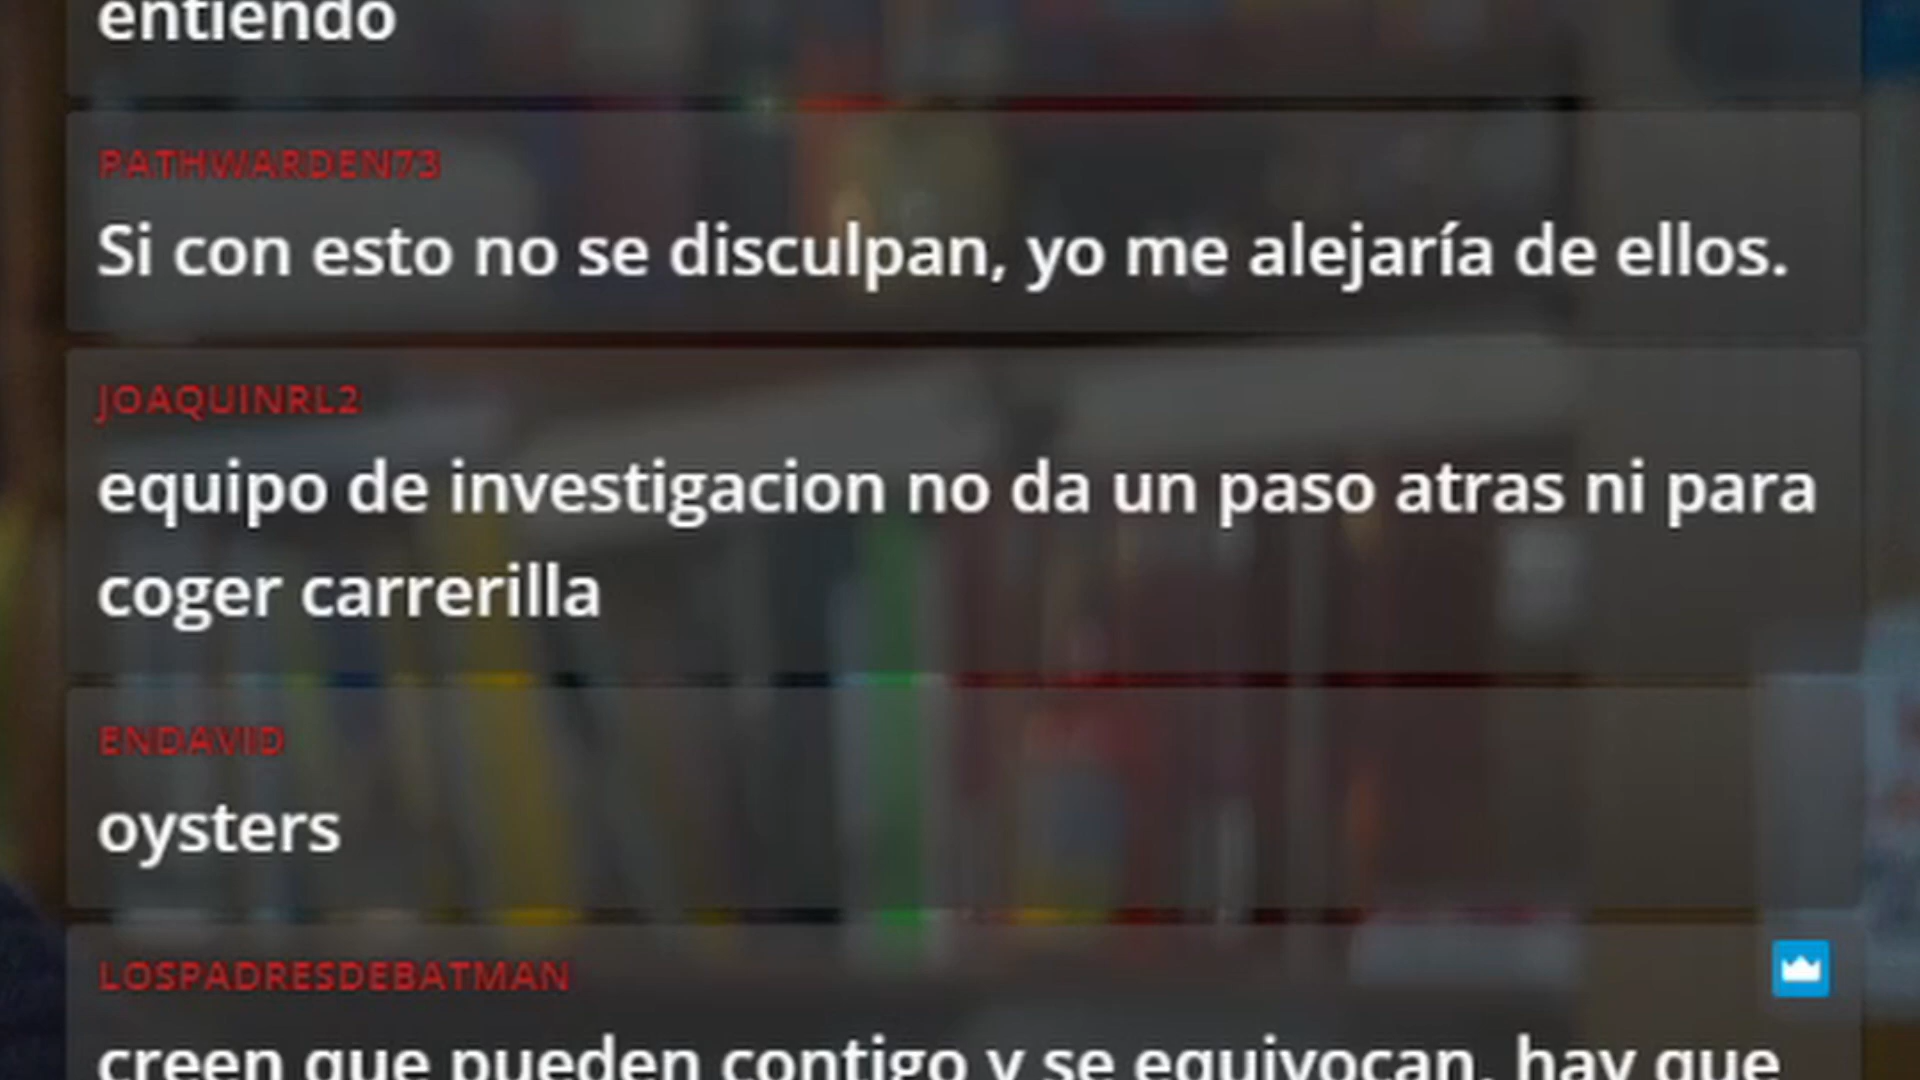 entiendo
PATHWARDEN73
Si con esto no se disculpan, yo me alejaría de ellos.
JOAQUINRL2
equipo de investigacion no da un paso atras ni para
coger carrerilla
ENDAVID
oysters
LOSPADRESDEBATMAN
creen que pueden contigo y se equivocan, hay que